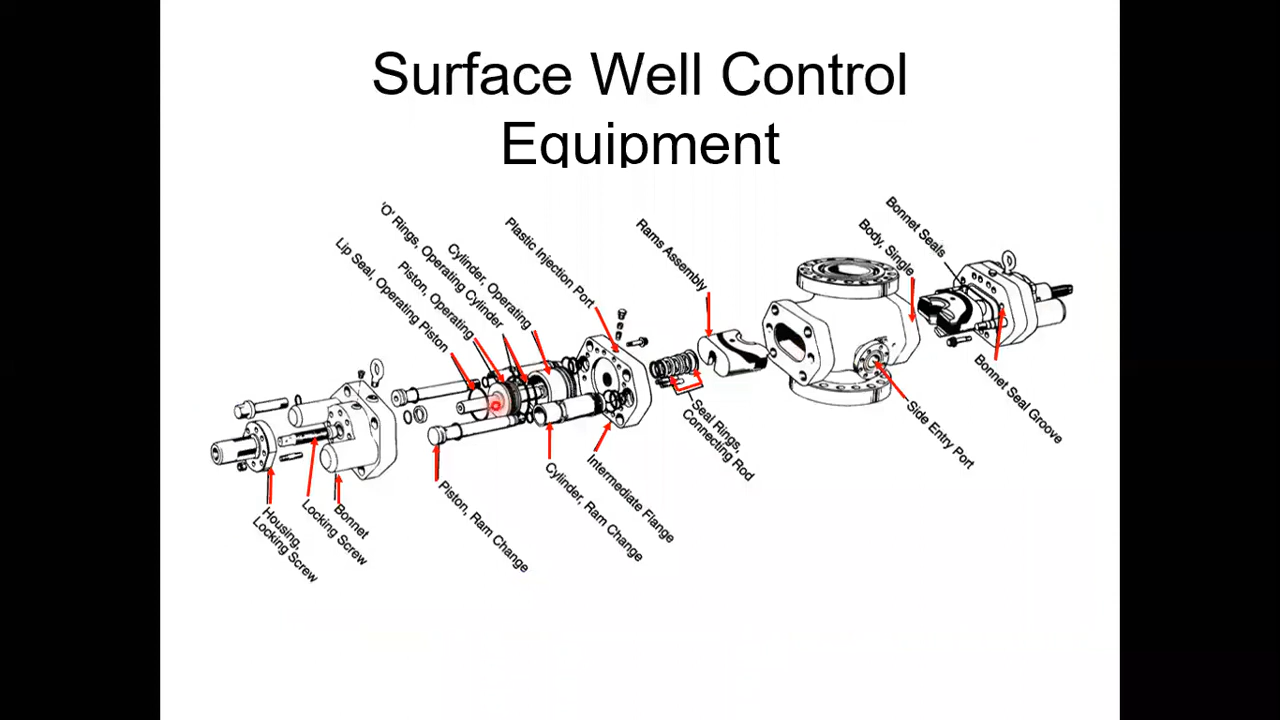 Surface Well Control
Equipment
'O' Rings, Operating Cylinder
Lip Seal, Operating Piston
Piston, Operating
Cylinder, Operating
Plastic Injection Port
Rams Assembly
Body, Single
Bonnet Seals
Bonnet Seal Groove
Side Entry Port
Seal Rings,
Connecting Rod
Intermediate Flange
Cylinder, Ram Change
Piston, Ram Change
Bonnet
Locking Screw
Housing,
Locking Screw